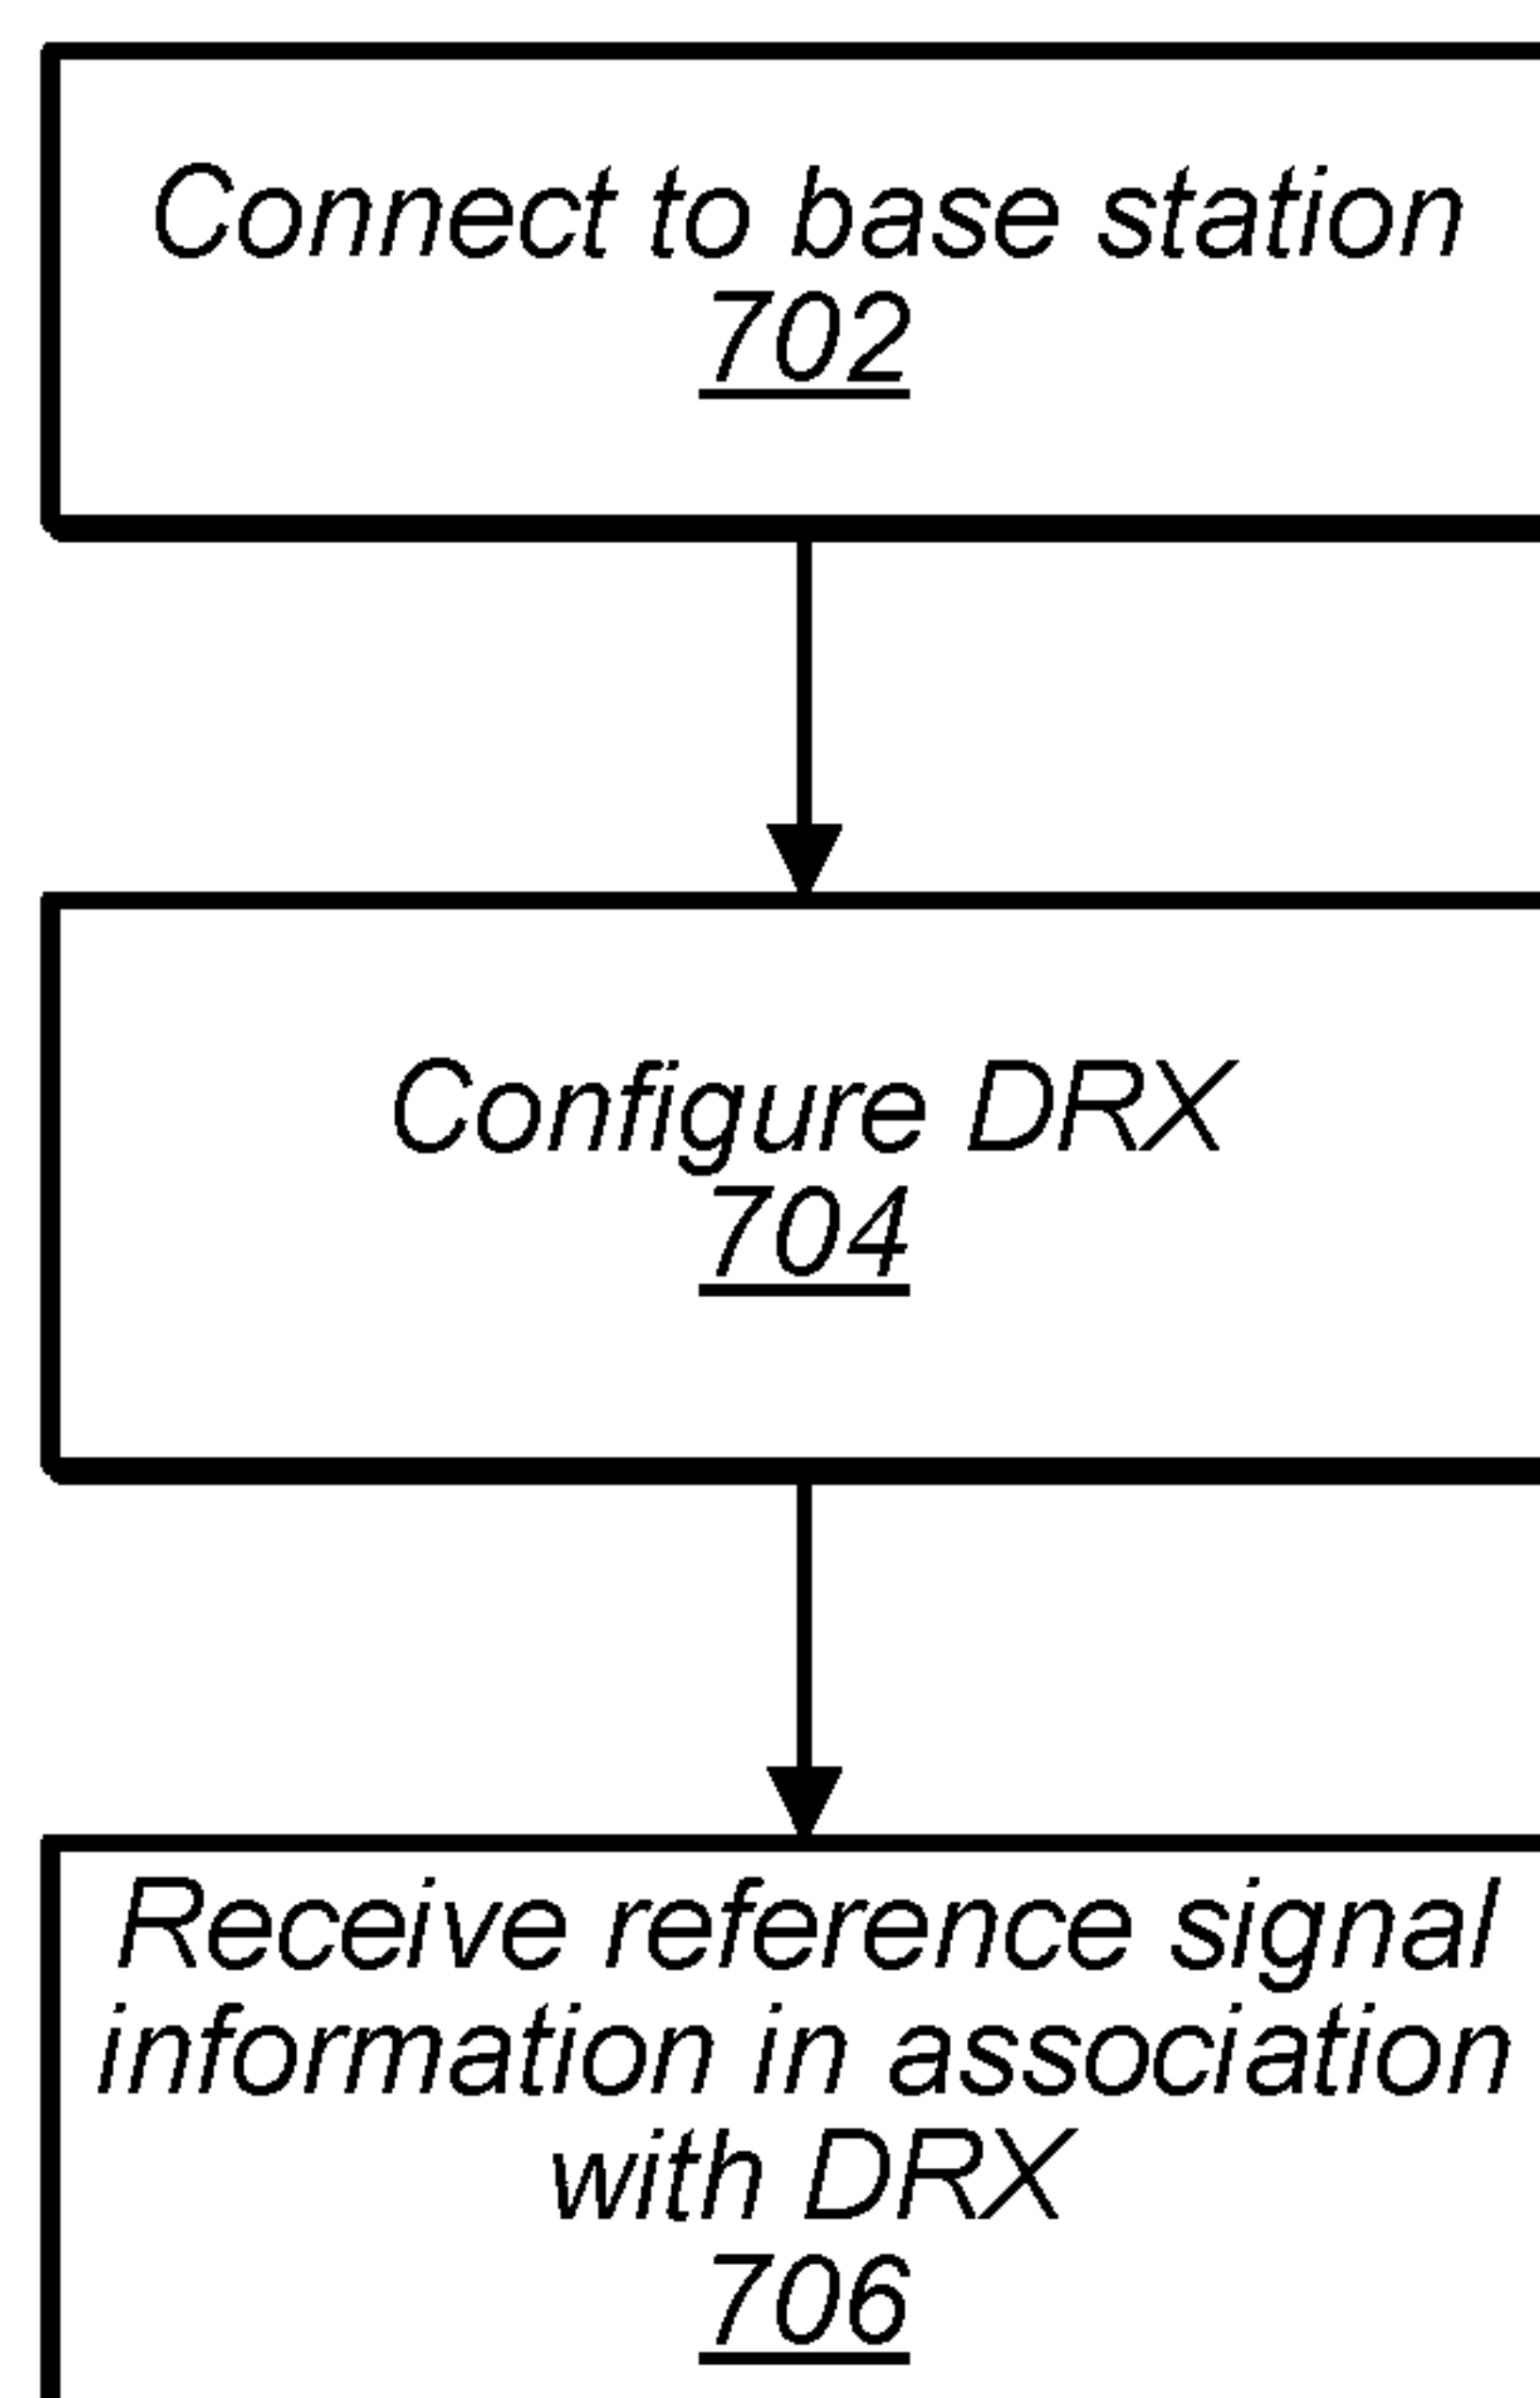 Connect to base station
702
Configure DRX
704
Receive reference signal
information in association
with DRX
706